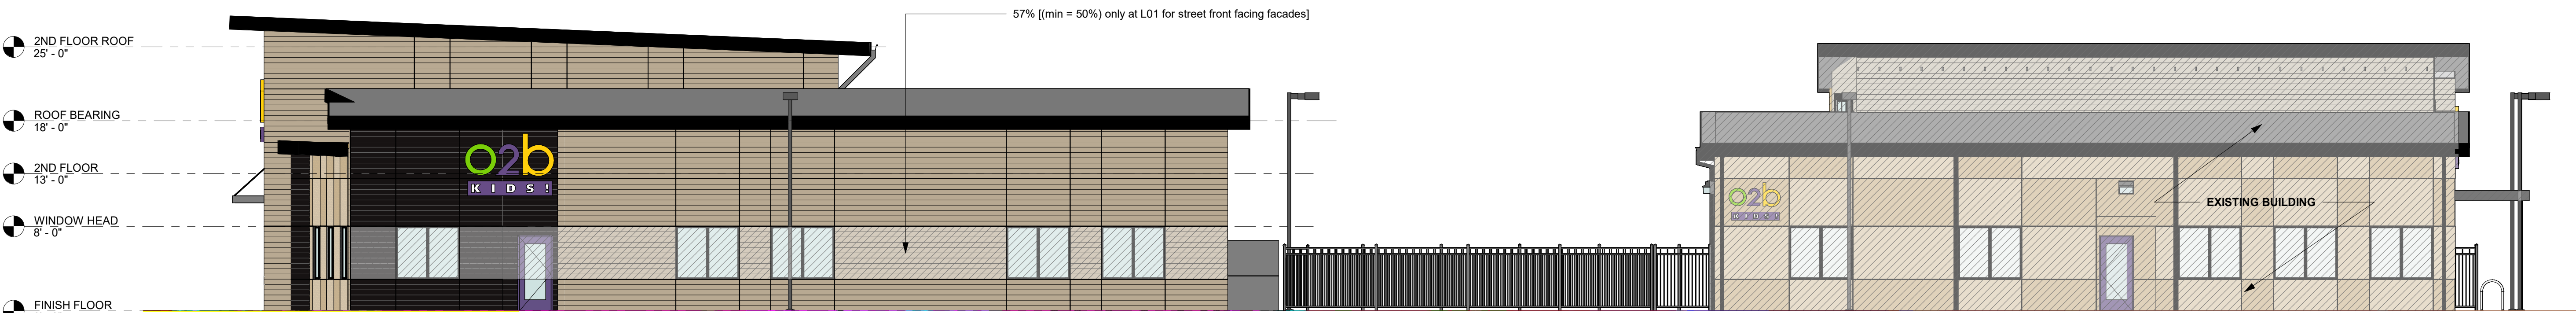 57% [(min = 50%) only at L01 for street front facing facades]
2ND FLOOR ROOF
25' - 0"
ROOF BEARING
18' - 0"
2ND FLOOR
13' - 0"
WINDOW HEAD
8' - 0"
FINISH FLOOR
o2b
KIDS!
o2b
KIDS!
EXISTING BUILDING